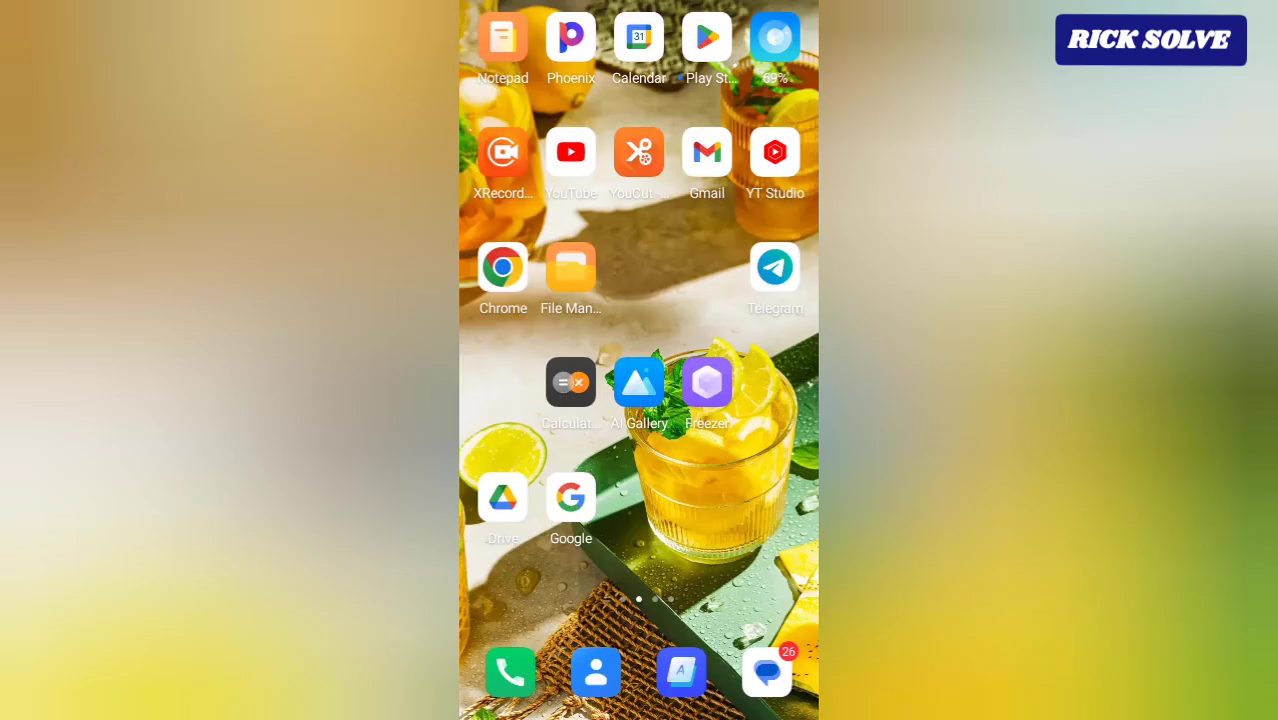 RICK SOLVE
Notepad
Phoenix
31
Calendar
Play St...
69%
XRecord...
YouTube
YouCut -...
Gmail
YT Studio
Chrome
File Man...
Telegram
Calculat...
AI Gallery
Freezer
Drive
Google
A
26